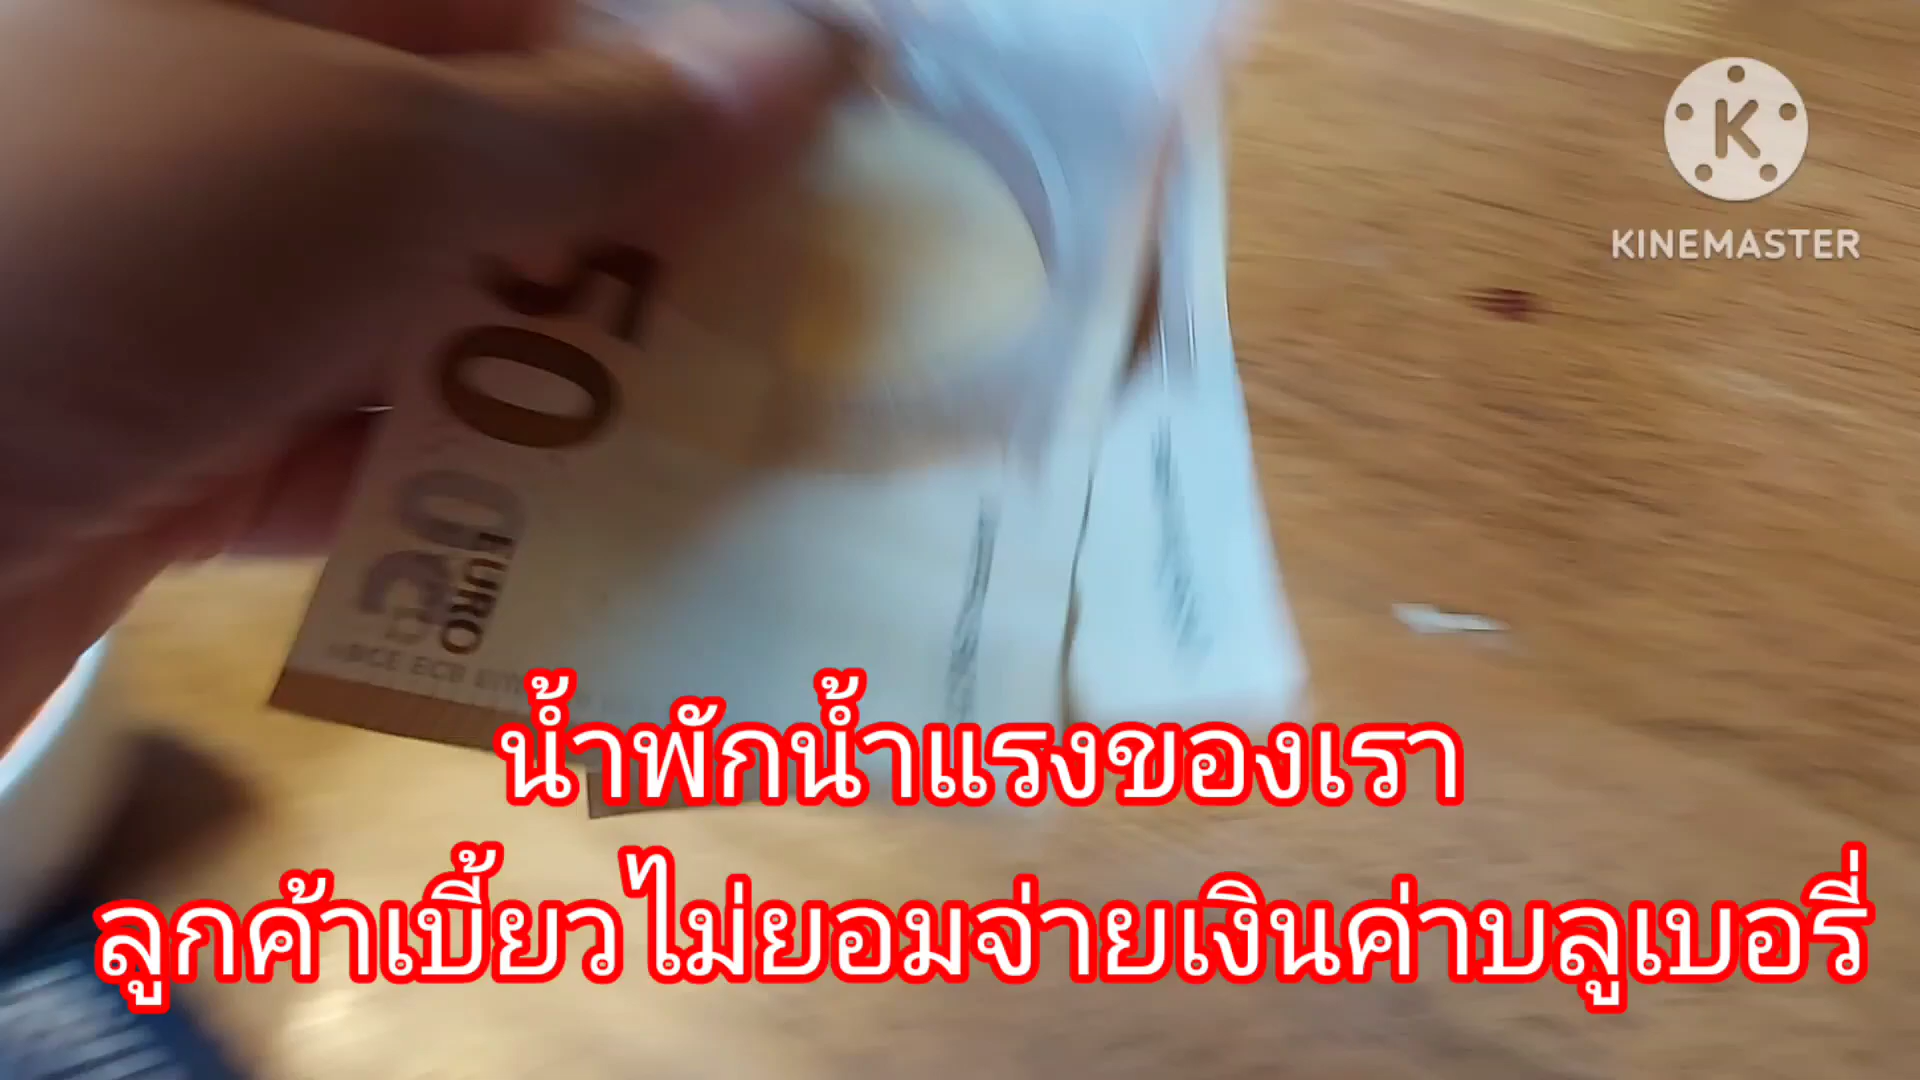 KINEMASTER
50
EURO
น้ำพักน้ำแรงของเรา
ลูกค้าเบี้ยวไม่ยอมจ่ายเงินค่าบลูเบอรี่